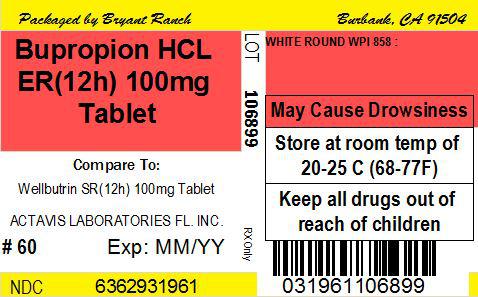 Packaged by Bryant Ranch
Burbank, CA 91504
Bupropion HCL
ER(12h) 100mg
Tablet
Compare To:
Wellbutrin SR(12h) 100mg Tablet
ACTAVIS LABORATORIES FL. INC.
# 60 Exp: MM/YY
NDC 6362931961
LOT 106899
RX Only
WHITE ROUND WPI 858 :
May Cause Drowsiness
Store at room temp of
20-25 C (68-77F)
Keep all drugs out of
reach of children
031961106899